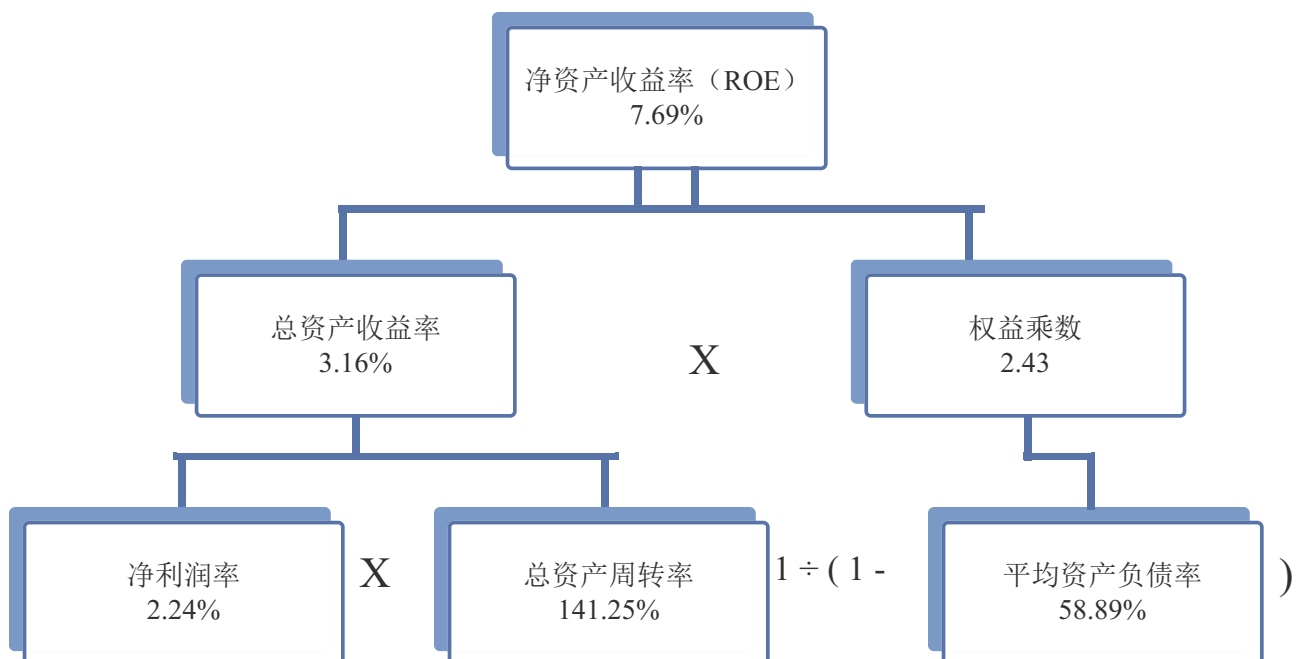 净资产收益率（ROE）
7.69%
总资产收益率
3.16%
X
权益乘数
2.43
净利润率
2.24%
X
总资产周转率
141.25%
1 ÷ ( 1 -
平均资产负债率
58.89%
)